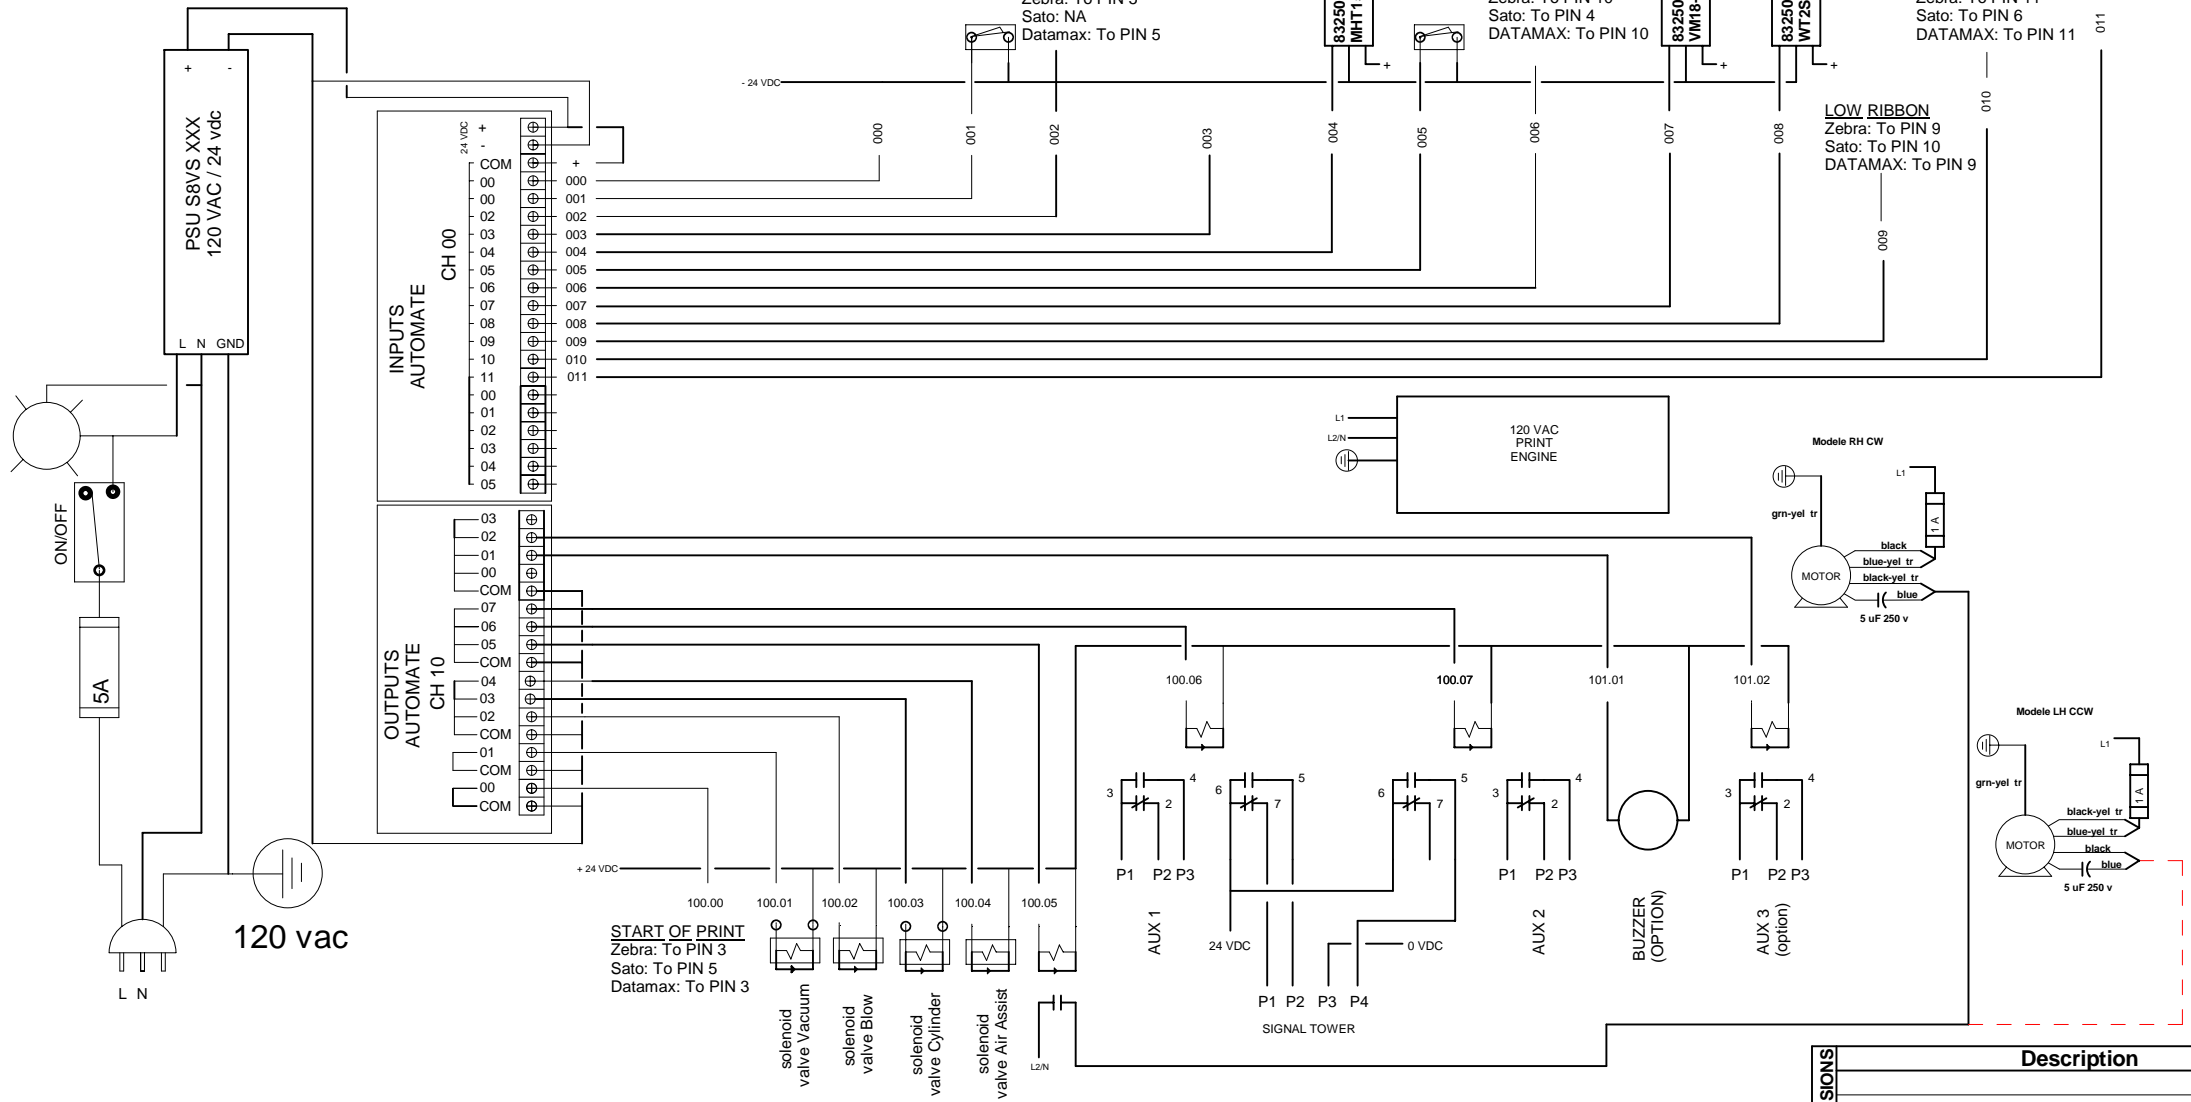 Sato: NA
Datamax: To PIN 5
83250
MHT1-
Sato: To PIN 4
DATAMAX: To PIN 10
83250
VM18-
83250
WT2S
Sato: To PIN 6
DATAMAX: To PIN 11
011
+ -
PSU S8VS XXX
120 VAC / 24 vdc
L N GND
- 24 VDC
+
+
+
000
001
002
003
004
005
006
007
008
010
LOW RIBBON
Zebra: To PIN 9
Sato: To PIN 10
DATAMAX: To PIN 9
009
INPUTS
AUTOMATE
CH 00
24 VDC
+
-
COM +
00 000
00 001
02 002
03 003
04 004
05 005
06 006
07 007
08 008
09 009
10 010
11 011
00
01
02
03
04
05
ON/OFF
5A
L N
120 vac
L1
L2/N
120 VAC
PRINT
ENGINE
Modele RH CW
L1
grn-yel tr
1 A
black
blue-yel tr
black-yel tr
blue
MOTOR
5 uF 250 v
OUTPUTS
AUTOMATE
CH 10
03
02
01
00
COM
07
06
05
COM
04
03
02
COM
01
COM
00
COM
100.06
100.07
101.01
101.02
Modele LH CCW
L1
grn-yel tr
1 A
black-yel tr
blue-yel tr
black
blue
MOTOR
5 uF 250 v
3 4
2
P1 P2 P3
AUX 1
6 5
7
24 VDC
6 5
7
0 VDC
P1 P2 P3 P4
SIGNAL TOWER
3 4
2
P1 P2 P3
AUX 2
BUZZER
(OPTION)
3 4
2
P1 P2 P3
AUX 3
(option)
+ 24 VDC
100.00
100.01
100.02
100.03
100.04
100.05
START OF PRINT
Zebra: To PIN 3
Sato: To PIN 5
Datamax: To PIN 3
solenoid
valve Vacuum
solenoid
valve Blow
solenoid
valve Cylinder
solenoid
valve Air Assist
L2/N
SIONS
Description